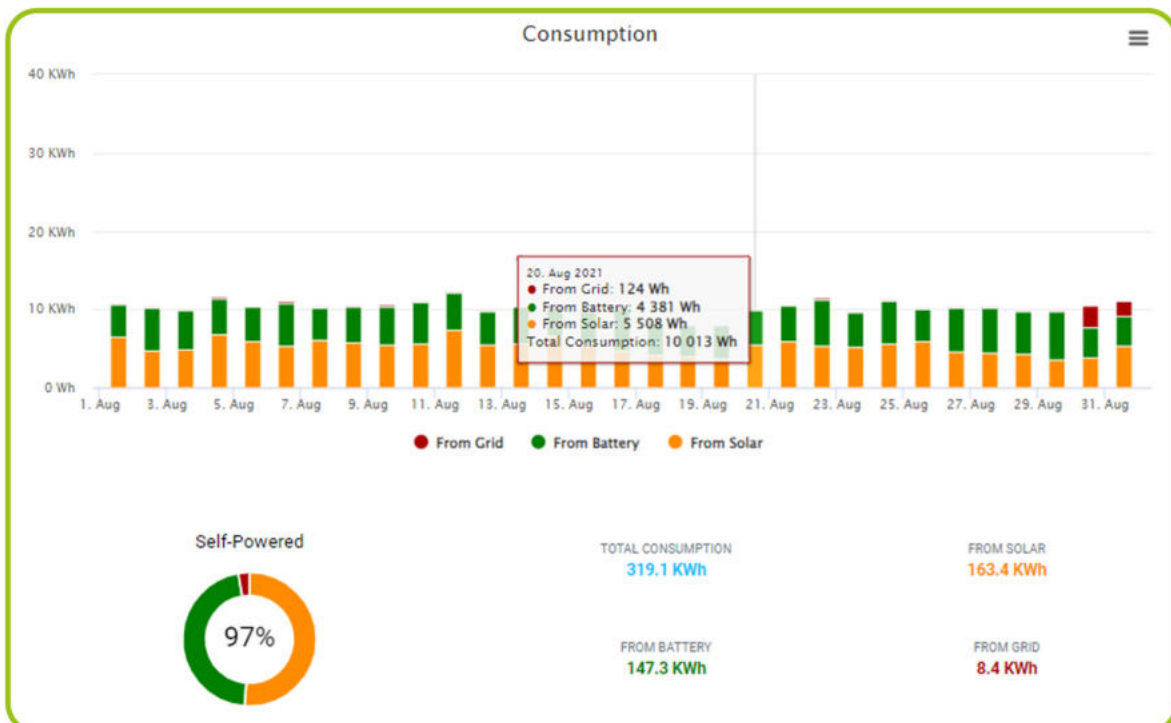 Consumption
40 KWh
30 KWh
20 KWh
10 KWh
0 Wh
20. Aug 2021
From Grid: 124 Wh
From Battery: 4 381 Wh
From Solar: 5 508 Wh
Total Consumption: 10 013 Wh
1. Aug 3. Aug 5. Aug 7. Aug 9. Aug 11. Aug 13. Aug 15. Aug 17. Aug 19. Aug 21. Aug 23. Aug 25. Aug 27. Aug 29. Aug 31. Aug
From Grid From Battery From Solar
Self-Powered
97%
TOTAL CONSUMPTION
319.1 KWh
FROM SOLAR
163.4 KWh
FROM BATTERY
147.3 KWh
FROM GRID
8.4 KWh